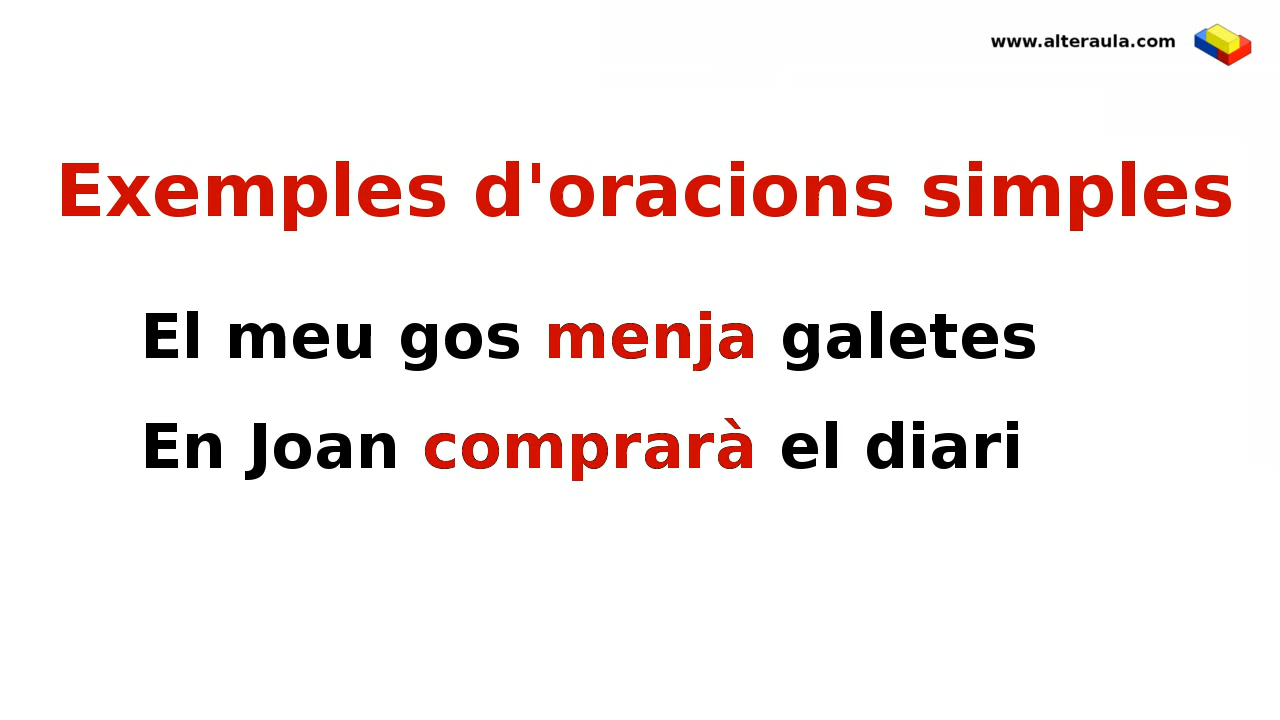 www.alteraula.com
Exemples d'oracions simples
El meu gos menja galetes
En Joan comprarà el diari